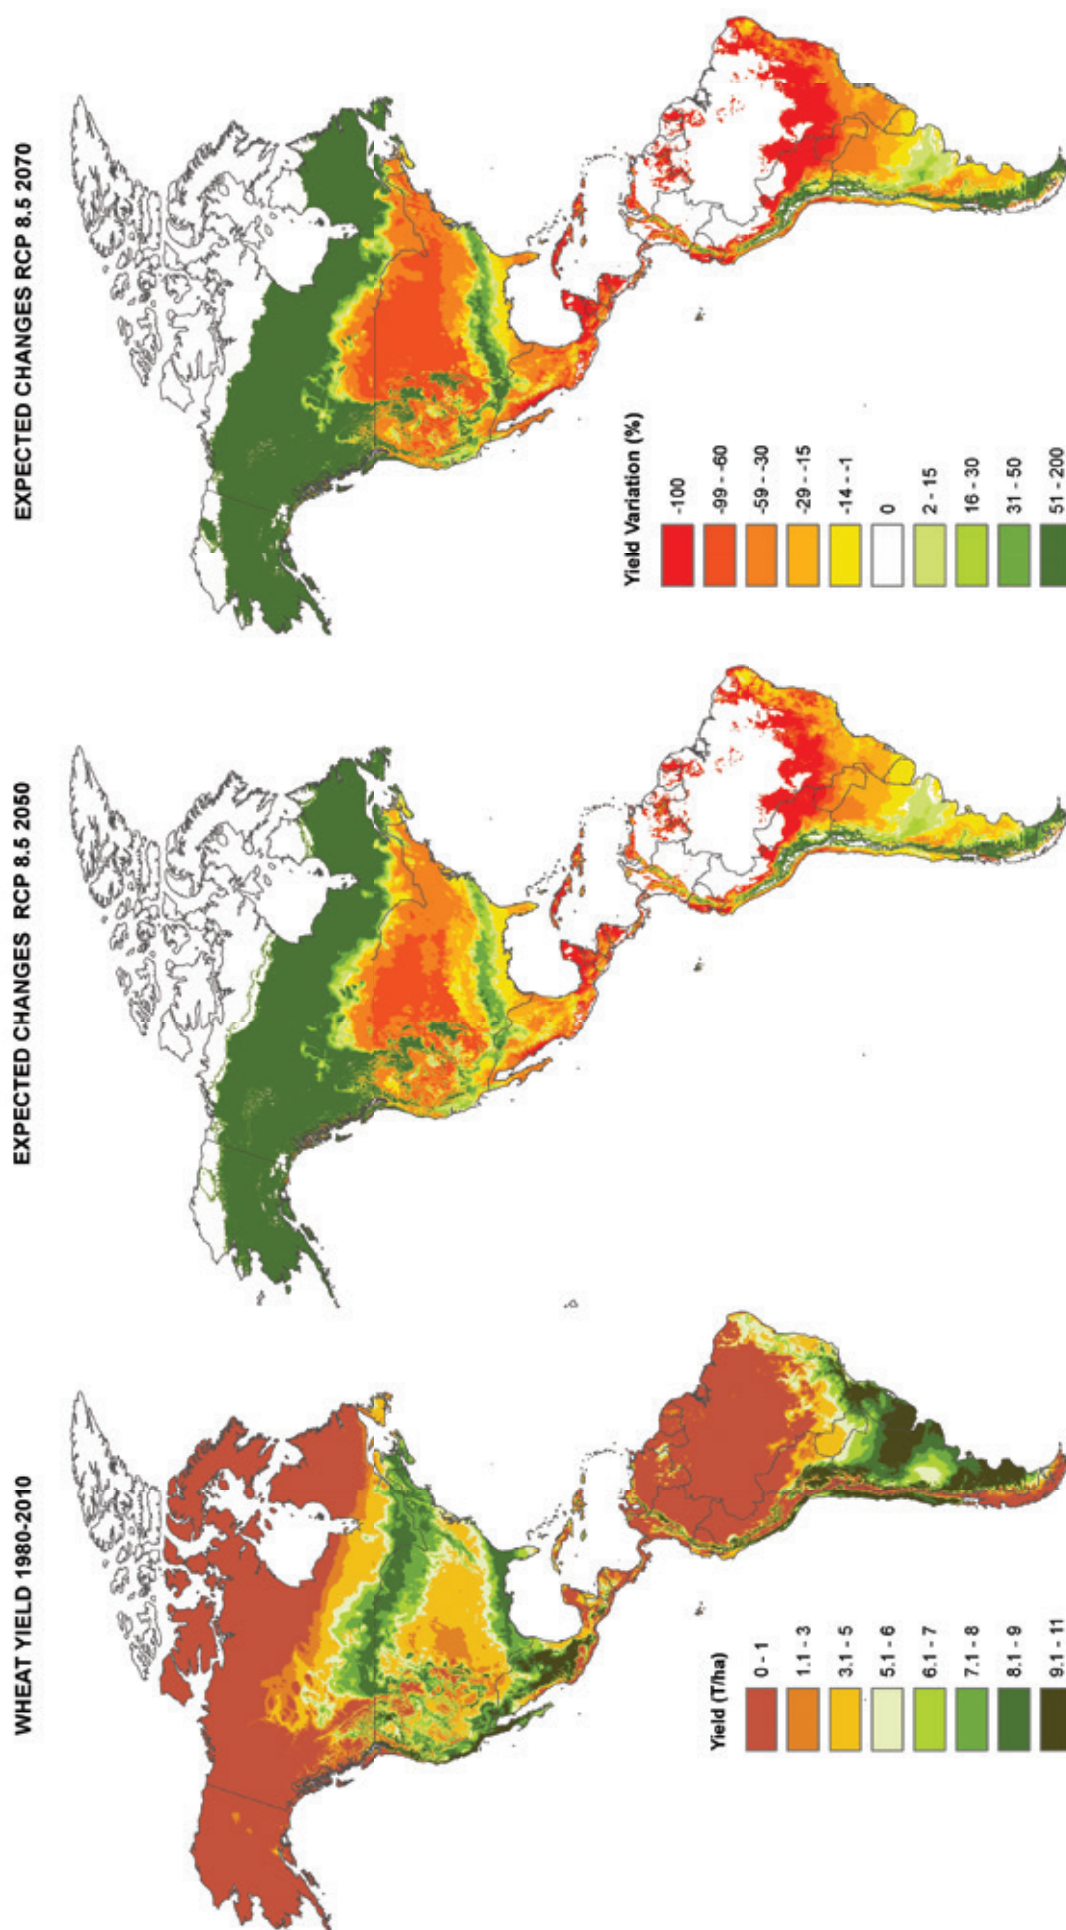 WHEAT YIELD 1980-2010
Yield (T/ha)
0 - 1
1.1 - 3
3.1 - 5
5.1 - 6
6.1 - 7
7.1 - 8
8.1 - 9
9.1 - 11
EXPECTED CHANGES  RCP 8.5 2050
EXPECTED CHANGES RCP 8.5 2070
Yield Variation (%)
-100
-99 - -60
-59 - -30
-29 - -15
-14 - -1
0
2 - 15
16 - 30
31 - 50
51 - 200